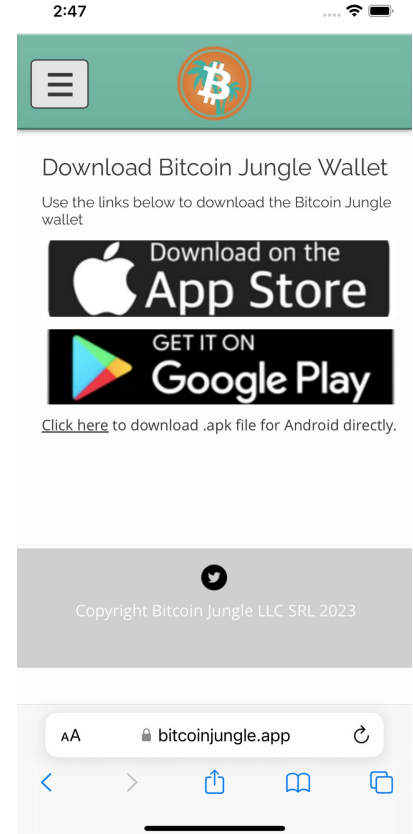 2:47
Download Bitcoin Jungle Wallet
Use the links below to download the Bitcoin Jungle
wallet
Download on the
App Store
GET IT ON
Google Play
Click here to download .apk file for Android directly.
Copyright Bitcoin Jungle LLC SRL 2023
AA
bitcoinjungle.app